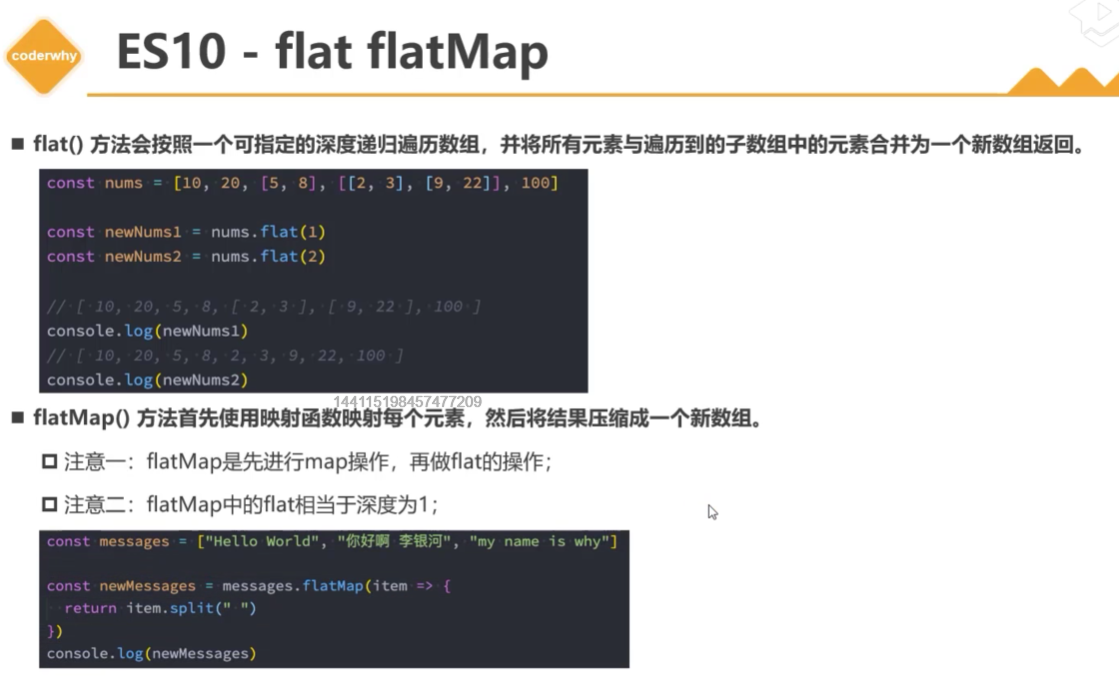 coderwhy
ES10 - flat flatMap
■ flat() 方法会按照一个可指定的深度递归遍历数组，并将所有元素与遍历到的子数组中的元素合并为一个新数组返回。
const nums = [10, 20, [5, 8], [[2, 3], [9, 22]], 100]
const newNums1 = nums.flat(1)
const newNums2 = nums.flat(2)
// [ 10, 20, 5, 8, [ 2, 3 ], [ 9, 22 ], 100 ]
console.log(newNums1)
// [ 10, 20, 5, 8, 2, 3, 9, 22, 100 ]
console.log(newNums2)
144115198457477209
■ flatMap() 方法首先使用映射函数映射每个元素，然后将结果压缩成一个新数组。
注意一：flatMap是先进行map操作，再做flat的操作；
注意二：flatMap中的flat相当于深度为1；
const messages = ["Hello World", "你好啊 李银河", "my name is why"]
const newMessages = messages.flatMap(item => {
return item.split(" ")
})
console.log(newMessages)